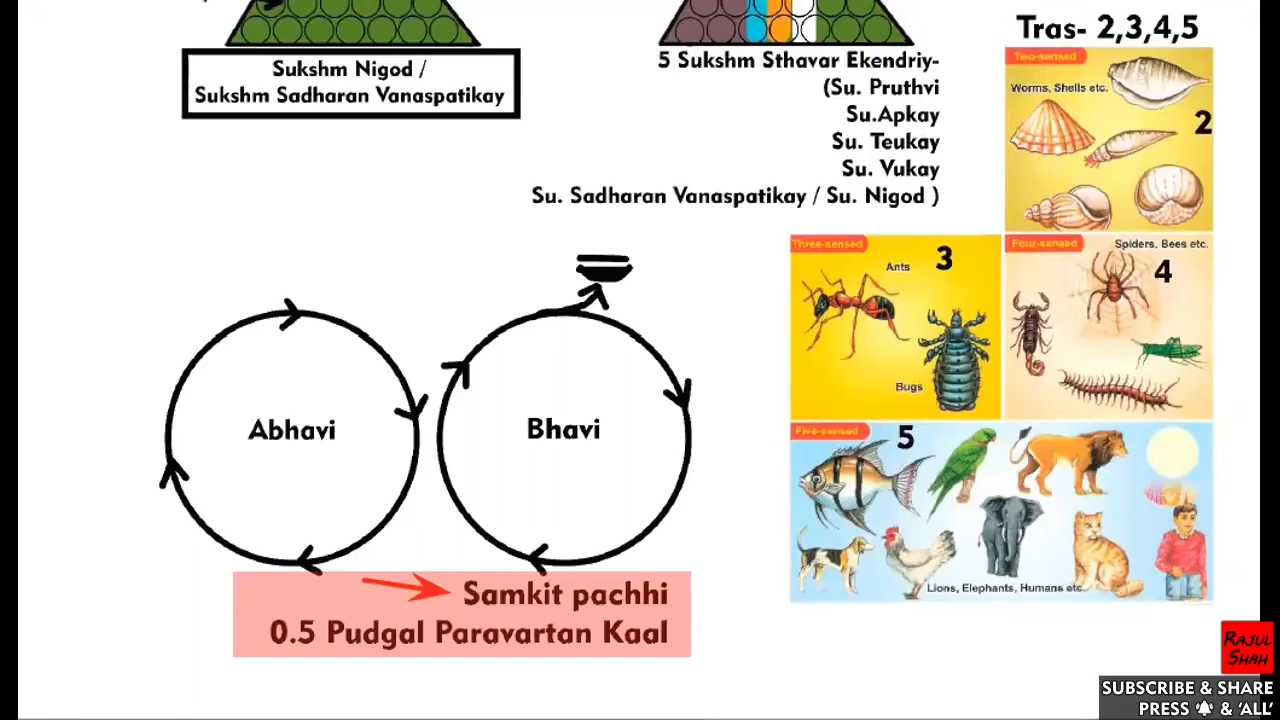 Sukshm Nigod /
Sukshm Sadharan Vanaspatikay
5 Sukshm Sthavar Ekendriy-
(Su. Pruthvi
Su.Apkay
Su. Teukay
Su. Vukay
Su. Sadharan Vanaspatikay / Su. Nigod )
Tras- 2,3,4,5
Two-sensed
Worms, Shells etc.
2
Three-sensed
Ants
3
Bugs
Four-sensed
Spiders, Bees etc.
4
Five-sensed
5
Lions, Elephants, Humans etc..
Abhavi
Bhavi
Samkit pachhi
0.5 Pudgal Paravartan Kaal
RAJUL
SHAH
SUBSCRIBE & SHARE
PRESS & 'ALL'